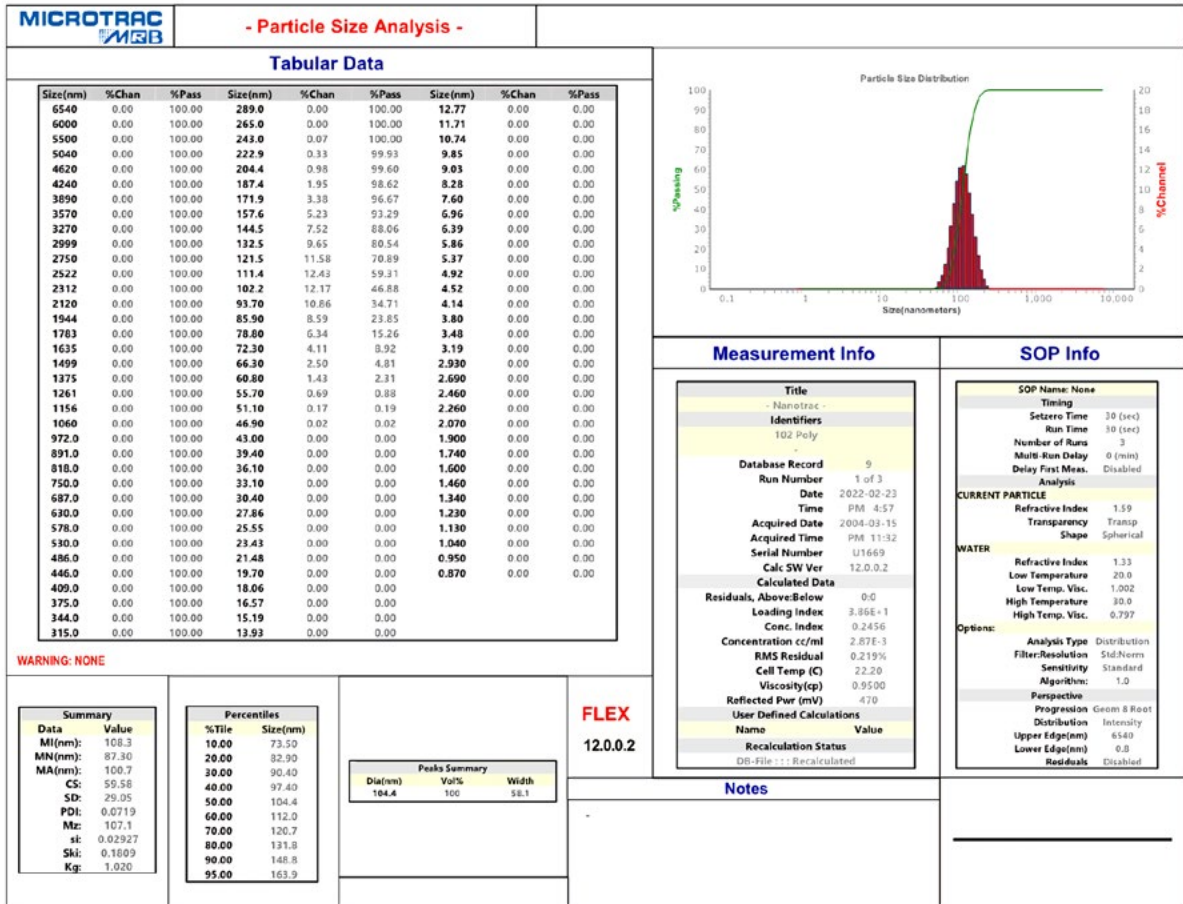 MICROTRAC
MRB
- Particle Size Analysis -
Tabular Data
Size(nm) %Chan %Pass Size(nm) %Chan %Pass Size(nm) %Chan %Pass
6540 0.00 100.00 289.0 0.00 100.00 12.77 0.00 0.00
6000 0.00 100.00 265.0 0.00 100.00 11.71 0.00 0.00
5500 0.00 100.00 243.0 0.07 100.00 10.74 0.00 0.00
5040 0.00 100.00 222.9 0.33 99.93 9.85 0.00 0.00
4620 0.00 100.00 204.4 0.98 99.60 9.03 0.00 0.00
4240 0.00 100.00 187.4 1.95 98.62 8.28 0.00 0.00
3890 0.00 100.00 171.9 3.38 96.67 7.60 0.00 0.00
3570 0.00 100.00 157.6 5.23 93.29 6.96 0.00 0.00
3270 0.00 100.00 144.5 7.52 88.06 6.39 0.00 0.00
2999 0.00 100.00 132.5 9.65 80.54 5.86 0.00 0.00
2750 0.00 100.00 121.5 11.58 70.89 5.37 0.00 0.00
2522 0.00 100.00 111.4 12.43 59.31 4.92 0.00 0.00
2312 0.00 100.00 102.2 12.17 46.88 4.52 0.00 0.00
2120 0.00 100.00 93.70 10.86 34.71 4.14 0.00 0.00
1944 0.00 100.00 85.90 8.59 23.85 3.80 0.00 0.00
1783 0.00 100.00 78.80 6.34 15.26 3.48 0.00 0.00
1635 0.00 100.00 72.30 4.11 8.92 3.19 0.00 0.00
1499 0.00 100.00 66.30 2.50 4.81 2.930 0.00 0.00
1375 0.00 100.00 60.80 1.43 2.31 2.690 0.00 0.00
1261 0.00 100.00 55.70 0.69 0.88 2.460 0.00 0.00
1156 0.00 100.00 51.10 0.17 0.19 2.260 0.00 0.00
1060 0.00 100.00 46.90 0.02 0.02 2.070 0.00 0.00
972.0 0.00 100.00 43.00 0.00 0.00 1.900 0.00 0.00
891.0 0.00 100.00 39.40 0.00 0.00 1.740 0.00 0.00
818.0 0.00 100.00 36.10 0.00 0.00 1.600 0.00 0.00
750.0 0.00 100.00 33.10 0.00 0.00 1.460 0.00 0.00
687.0 0.00 100.00 30.40 0.00 0.00 1.340 0.00 0.00
630.0 0.00 100.00 27.86 0.00 0.00 1.230 0.00 0.00
578.0 0.00 100.00 25.55 0.00 0.00 1.130 0.00 0.00
530.0 0.00 100.00 23.43 0.00 0.00 1.040 0.00 0.00
486.0 0.00 100.00 21.48 0.00 0.00 0.950 0.00 0.00
446.0 0.00 100.00 19.70 0.00 0.00 0.870 0.00 0.00
409.0 0.00 100.00 18.06 0.00 0.00
375.0 0.00 100.00 16.57 0.00 0.00
344.0 0.00 100.00 15.19 0.00 0.00
315.0 0.00 100.00 13.93 0.00 0.00
WARNING: NONE
Particle Size Distribution
100 20
90 18
80 16
70 14
60 12
50 10
40 8
30 6
20 4
10 2
0 0
%Passing
%Channel
0.1 1 10 100 1,000 10,000
Size(nanometers)
Measurement Info
Title
- Nanotrac -
Identifiers
102 Poly
-
Database Record 9
Run Number 1 of 3
Date 2022-02-23
Time PM 4:57
Acquired Date 2004-03-15
Acquired Time PM 11:32
Serial Number U1669
Calc SW Ver 12.0.0.2
Calculated Data
Residuals, Above:Below 0:0
Loading Index 3.86E+1
Conc. Index 0.2456
Concentration cc/ml 2.87E-3
RMS Residual 0.219%
Cell Temp (C) 22.20
Viscosity(cp) 0.9500
Reflected Pwr (mV) 470
User Defined Calculations
Name Value
Recalculation Status
DB-File : : : Recalculated
SOP Info
SOP Name: None
Timing
Setzero Time 30 (sec)
Run Time 30 (sec)
Number of Runs 3
Multi-Run Delay 0 (min)
Delay First Meas. Disabled
Analysis
CURRENT PARTICLE
Refractive Index 1.59
Transparency Transp
Shape Spherical
WATER
Refractive Index 1.33
Low Temperature 20.0
Low Temp. Visc. 1.002
High Temperature 30.0
High Temp. Visc. 0.797
Options:
Analysis Type Distribution
Filter:Resolution Std:Norm
Sensitivity Standard
Algorithm: 1.0
Perspective
Progression Geom 8 Root
Distribution Intensity
Upper Edge(nm) 6540
Lower Edge(nm) 0.8
Residuals Disabled
Summary
Data Value
MI(nm): 108.3
MN(nm): 87.30
MA(nm): 100.7
CS: 59.58
SD: 29.05
PDI: 0.0719
Mz: 107.1
si: 0.02927
Ski: 0.1809
Kg: 1.020
Percentiles
%Tile Size(nm)
10.00 73.50
20.00 82.90
30.00 90.40
40.00 97.40
50.00 104.4
60.00 112.0
70.00 120.7
80.00 131.8
90.00 148.8
95.00 163.9
Peaks Summary
Dia(nm) Vol% Width
104.4 100 58.1
FLEX
12.0.0.2
Notes
-